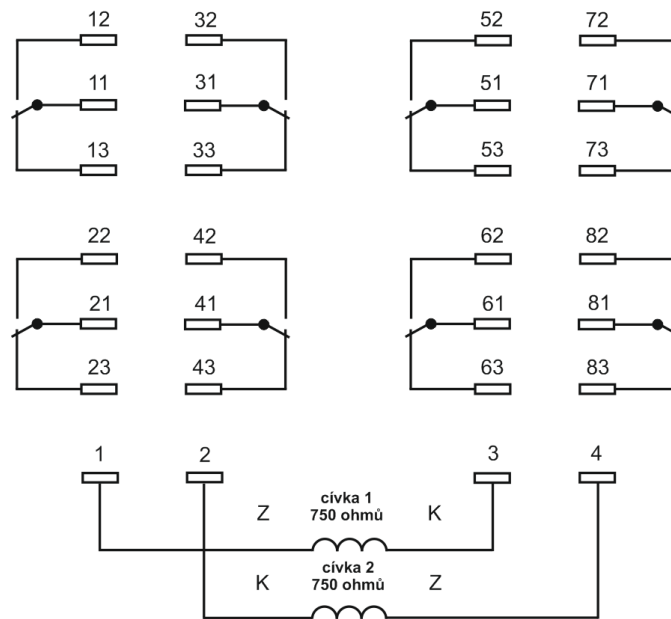 12 32 52 72
11 31 51 71
13 33 53 73
22 42 62 82
21 41 61 81
23 43 63 83
1 2 3 4
Z cívka 1 K
750 ohmů
K cívka 2 Z
750 ohmů